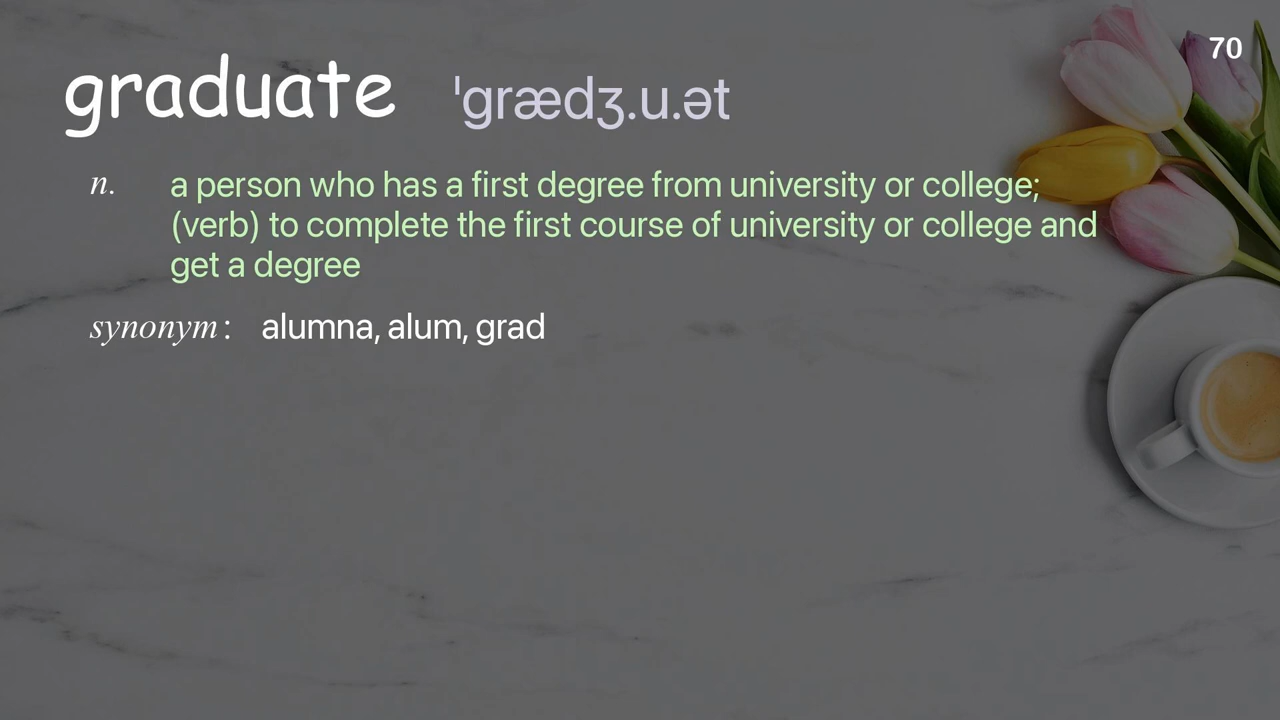 70
graduate ˈgrædʒ.u.ət
n. a person who has a first degree from university or college;
(verb) to complete the first course of university or college and
get a degree
synonym: alumna, alum, grad